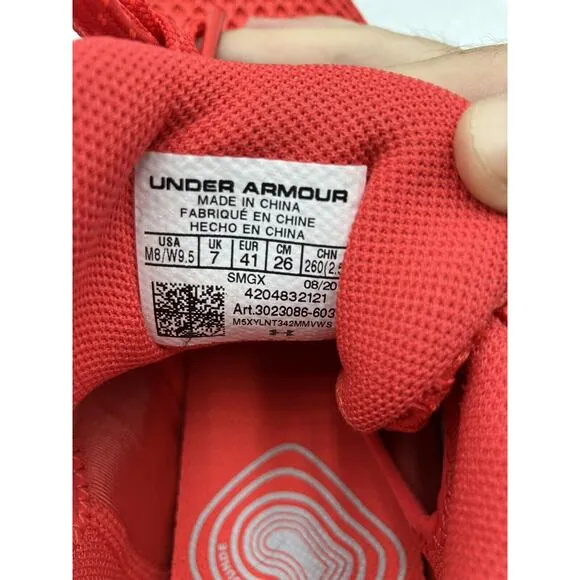 UNDER ARMOUR
MADE IN CHINA
FABRIQUÉ EN CHINE
HECHO EN CHINA
USA UK EUR CM CHN
M8/W9.5 7 41 26 260(2.5
SMGX 08/20
4204832121
Art.3023086-603
M5XYLNT342MMVWS